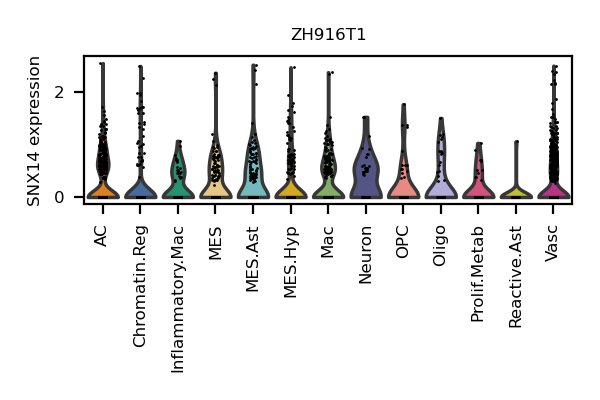 ZH916T1
SNX14 expression
2
0
AC
Chromatin.Reg
Inflammatory.Mac
MES
MES.Ast
MES.Hyp
Mac
Neuron
OPC
Oligo
Prolif.Metab
Reactive.Ast
Vasc